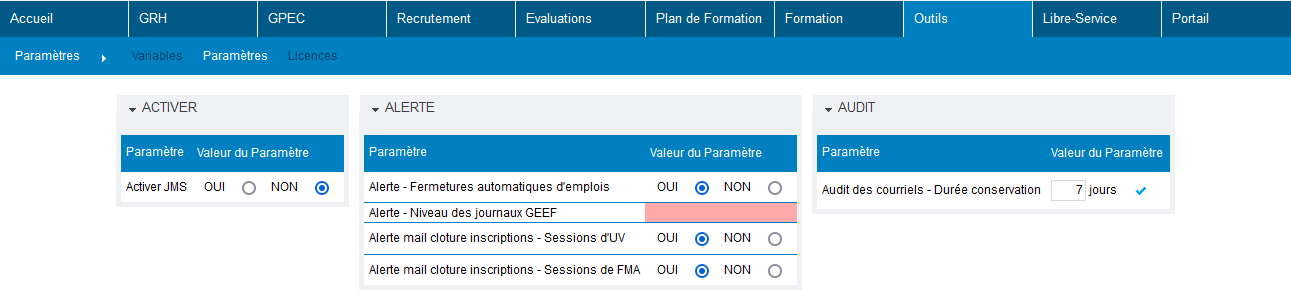 Accueil GRH GPEC Recrutement Evaluations Plan de Formation Formation Outils Libre-Service Portail
Paramètres Variables Paramètres Licences
ACTIVER
Paramètre Valeur du Paramètre
Activer JMS OUI NON
ALERTE
Paramètre Valeur du Paramètre
Alerte - Fermetures automatiques d'emplois OUI NON
Alerte - Niveau des journaux GEEF
Alerte mail cloture inscriptions - Sessions d'UV OUI NON
Alerte mail cloture inscriptions - Sessions de FMA OUI NON
AUDIT
Paramètre Valeur du Paramètre
Audit des courriels - Durée conservation 7 jours